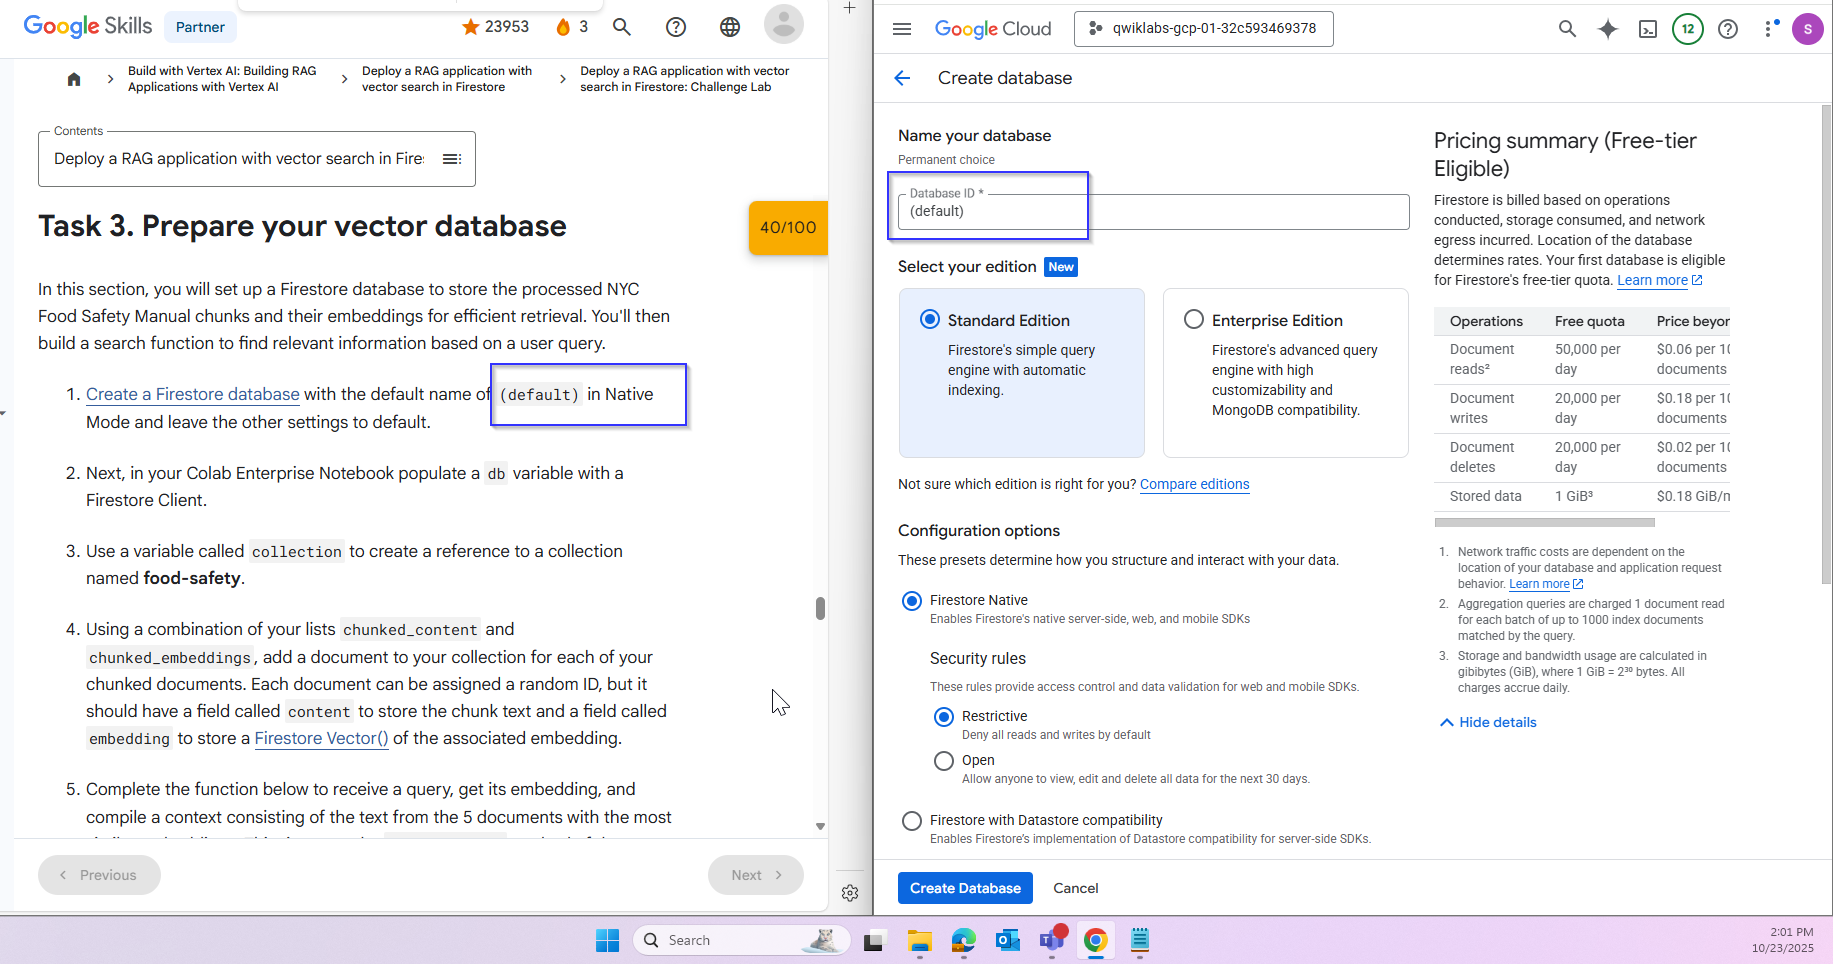 Google Skills
Partner
23953
3
Build with Vertex AI: Building RAG
Applications with Vertex AI
Deploy a RAG application with
vector search in Firestore
Deploy a RAG application with vector
search in Firestore: Challenge Lab
Contents
Deploy a RAG application with vector search in Fire
Task 3. Prepare your vector database
40/100
In this section, you will set up a Firestore database to store the processed NYC
Food Safety Manual chunks and their embeddings for efficient retrieval. You'll then
build a search function to find relevant information based on a user query.
1. Create a Firestore database with the default name of (default) in Native
Mode and leave the other settings to default.
2. Next, in your Colab Enterprise Notebook populate a db variable with a
Firestore Client.
3. Use a variable called collection to create a reference to a collection
named food-safety.
4. Using a combination of your lists chunked_content and
chunked_embeddings, add a document to your collection for each of your
chunked documents. Each document can be assigned a random ID, but it
should have a field called content to store the chunk text and a field called
embedding to store a Firestore Vector() of the associated embedding.
5. Complete the function below to receive a query, get its embedding, and
compile a context consisting of the text from the 5 documents with the most
Previous
Next
Google Cloud
qwiklabs-gcp-01-32c593469378
12
S
Create database
Name your database
Permanent choice
Database ID *
(default)
Select your edition New
Standard Edition
Firestore's simple query
engine with automatic
indexing.
Enterprise Edition
Firestore's advanced query
engine with high
customizability and
MongoDB compatibility.
Not sure which edition is right for you? Compare editions
Configuration options
These presets determine how you structure and interact with your data.
Firestore Native
Enables Firestore's native server-side, web, and mobile SDKs
Security rules
These rules provide access control and data validation for web and mobile SDKs.
Restrictive
Deny all reads and writes by default
Open
Allow anyone to view, edit and delete all data for the next 30 days.
Firestore with Datastore compatibility
Enables Firestore's implementation of Datastore compatibility for server-side SDKs.
Create Database
Cancel
Pricing summary (Free-tier
Eligible)
Firestore is billed based on operations
conducted, storage consumed, and network
egress incurred. Location of the database
determines rates. Your first database is eligible
for Firestore's free-tier quota. Learn more
Operations Free quota Price beyor
Document reads² 50,000 per day $0.06 per 10 documents
Document writes 20,000 per day $0.18 per 10 documents
Document deletes 20,000 per day $0.02 per 10 documents
Stored data 1 GiB³ $0.18 GiB/m
1. Network traffic costs are dependent on the
location of your database and application request
behavior. Learn more
2. Aggregation queries are charged 1 document read
for each batch of up to 1000 index documents
matched by the query.
3. Storage and bandwidth usage are calculated in
gibibytes (GiB), where 1 GiB = 2³⁰ bytes. All
charges accrue daily.
Hide details
Search
2:01 PM
10/23/2025